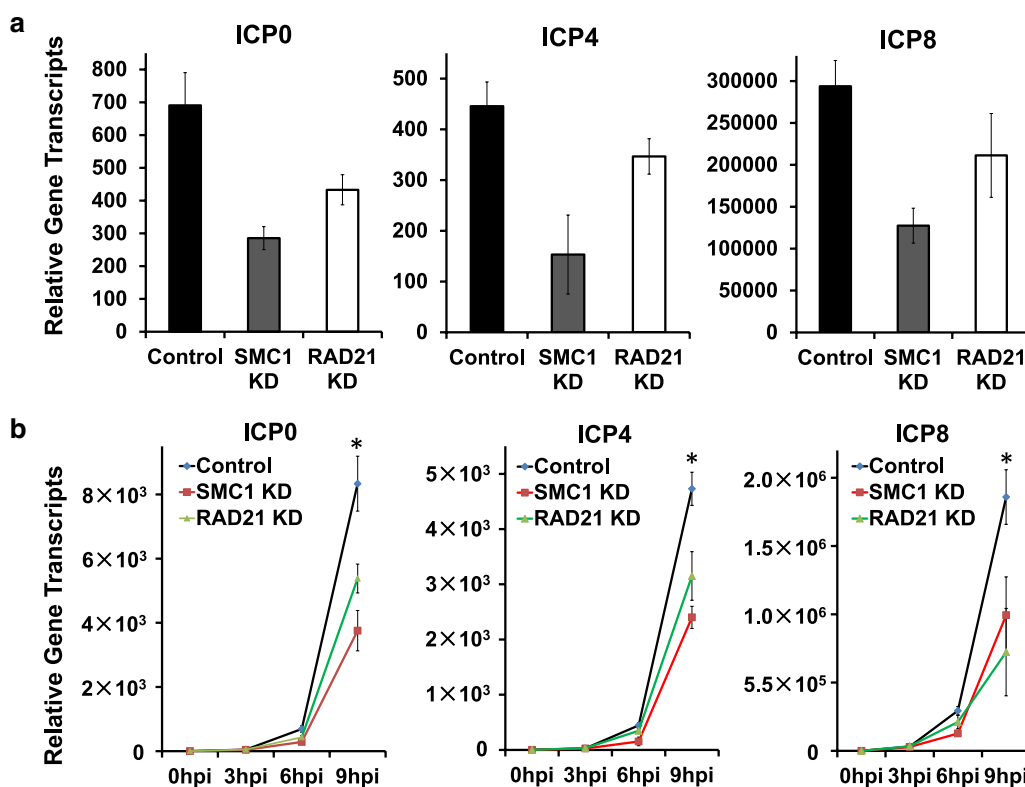 a
ICP0
ICP4
ICP8
Relative Gene Transcripts
800
700
600
500
400
300
200
100
0
Control
SMC1 KD
RAD21 KD
500
400
300
200
100
0
Control
SMC1 KD
RAD21 KD
300000
250000
200000
150000
100000
50000
0
Control
SMC1 KD
RAD21 KD
b
ICP0
ICP4
ICP8
Relative Gene Transcripts
*
Control
SMC1 KD
RAD21 KD
8×10³
6×10³
4×10³
2×10³
0
0hpi 3hpi 6hpi 9hpi
*
Control
SMC1 KD
RAD21 KD
5×10³
4×10³
3×10³
2×10³
1×10³
0
0hpi 3hpi 6hpi 9hpi
*
Control
SMC1 KD
RAD21 KD
2.0×10⁶
1.5×10⁶
1.0×10⁶
5.5×10⁵
0
0hpi 3hpi 6hpi 9hpi